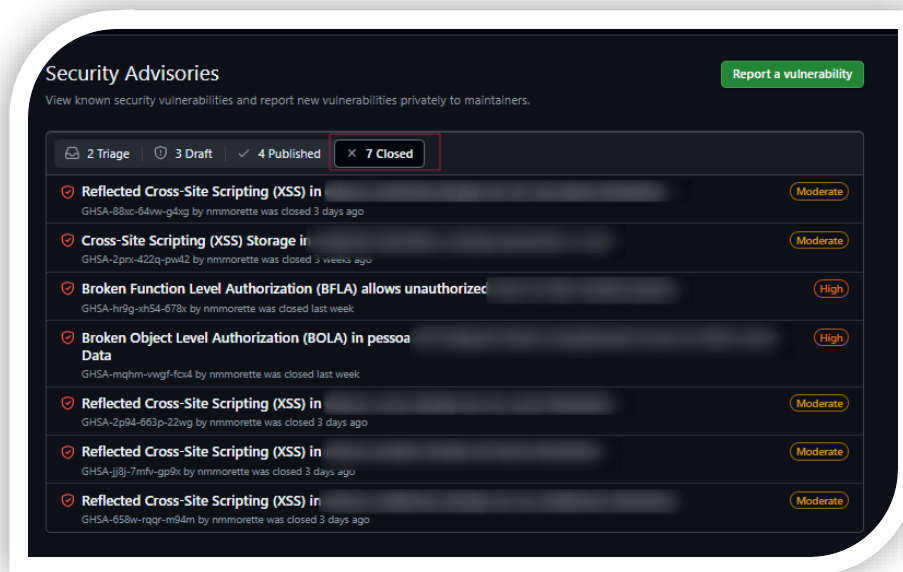 Security Advisories
Report a vulnerability
View known security vulnerabilities and report new vulnerabilities privately to maintainers.
2 Triage 3 Draft 4 Published 7 Closed
Reflected Cross-Site Scripting (XSS) in
Moderate
GHSA-88xc-64vw-g4xg by nmmorette was closed 3 days ago
Cross-Site Scripting (XSS) Storage in
Moderate
GHSA-2prx-422q-pw42 by nmmorette was closed 3 weeks ago
Broken Function Level Authorization (BFLA) allows unauthorized
High
GHSA-hr9g-xh54-678x by nmmorette was closed last week
Broken Object Level Authorization (BOLA) in pessoa
High
Data
GHSA-mqhm-vwgf-fcx4 by nmmorette was closed last week
Reflected Cross-Site Scripting (XSS) in
Moderate
GHSA-2p94-663p-22wg by nmmorette was closed 3 days ago
Reflected Cross-Site Scripting (XSS) in
Moderate
GHSA-jj8j-7mfv-gp9x by nmmorette was closed 3 days ago
Reflected Cross-Site Scripting (XSS) in
Moderate
GHSA-658w-rqqr-m94m by nmmorette was closed 3 days ago